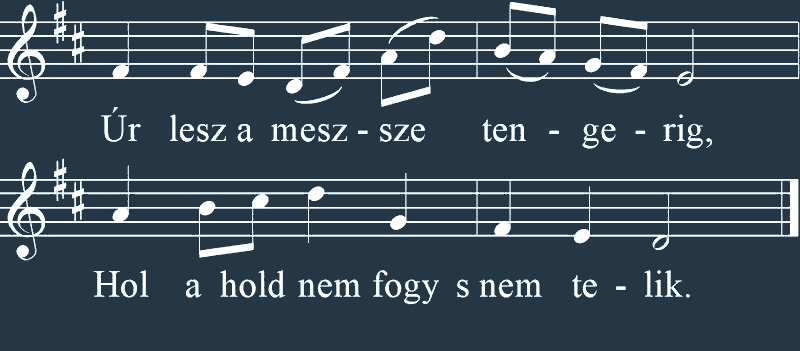 Úr lesz a mesz - sze ten - ge - rig,
Hol a hold nem fogy s nem te - lik.